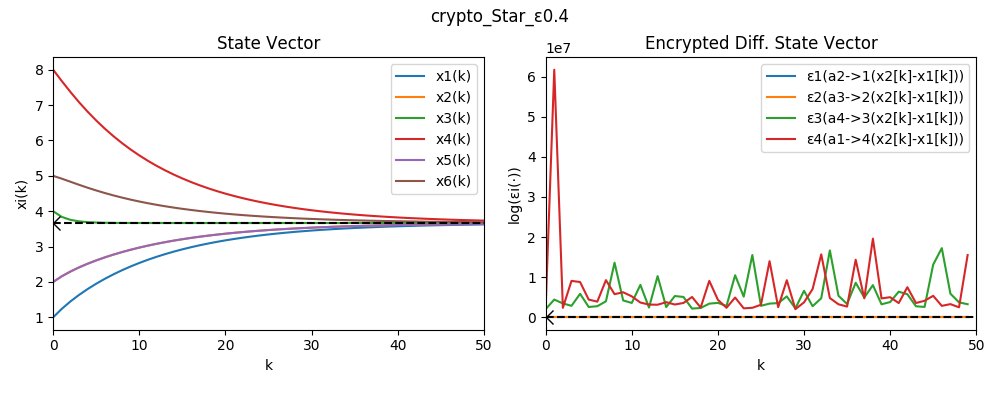 crypto_Star_ε0.4
State Vector
8
7
6
5
4
3
2
1
xi(k)
0
10
20
30
40
50
k
x1(k)
x2(k)
x3(k)
x4(k)
x5(k)
x6(k)
Encrypted Diff. State Vector
1e7
6
5
4
3
2
1
0
log(εi(·))
0
10
20
30
40
50
k
ε1(a2->1(x2[k]-x1[k]))
ε2(a3->2(x2[k]-x1[k]))
ε3(a4->3(x2[k]-x1[k]))
ε4(a1->4(x2[k]-x1[k]))